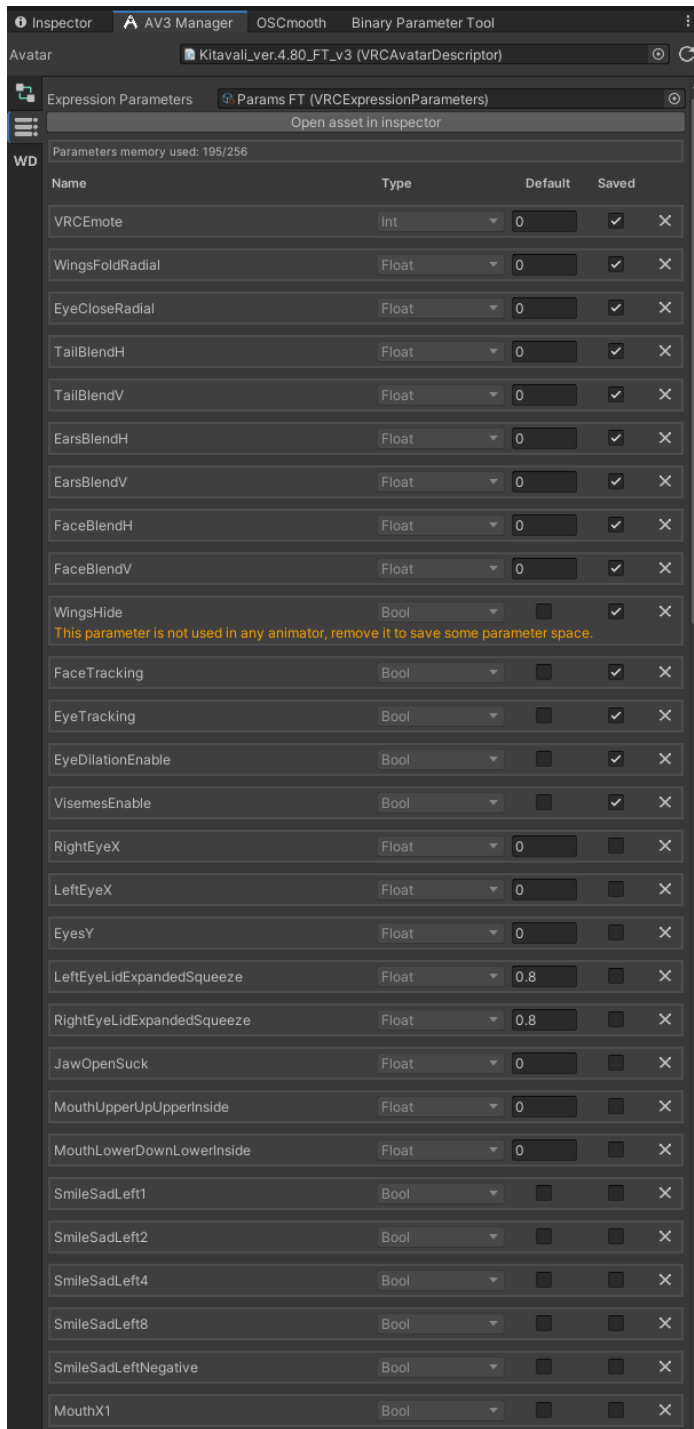 Inspector AV3 Manager OSCmooth Binary Parameter Tool
Avatar Kitavali_ver.4.80_FT_v3 (VRCAvatarDescriptor)
Expression Parameters Params FT (VRCExpressionParameters)
Open asset in inspector
WD
Parameters memory used: 195/256
Name Type Default Saved
VRCEmote Int 0
WingsFoldRadial Float 0
EyeCloseRadial Float 0
TailBlendH Float 0
TailBlendV Float 0
EarsBlendH Float 0
EarsBlendV Float 0
FaceBlendH Float 0
FaceBlendV Float 0
WingsHide Bool
This parameter is not used in any animator, remove it to save some parameter space.
FaceTracking Bool
EyeTracking Bool
EyeDilationEnable Bool
VisemesEnable Bool
RightEyeX Float 0
LeftEyeX Float 0
EyesY Float 0
LeftEyeLidExpandedSqueeze Float 0.8
RightEyeLidExpandedSqueeze Float 0.8
JawOpenSuck Float 0
MouthUpperUpUpperInside Float 0
MouthLowerDownLowerInside Float 0
SmileSadLeft1 Bool
SmileSadLeft2 Bool
SmileSadLeft4 Bool
SmileSadLeft8 Bool
SmileSadLeftNegative Bool
MouthX1 Bool